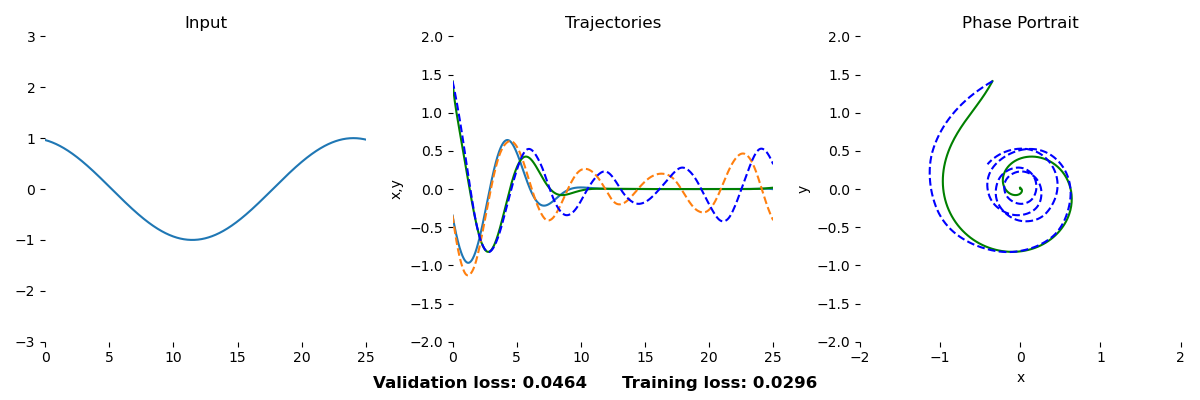 Input
3
2
1
0
−1
−2
−3
0 5 10 15 20 25
Trajectories
x,y
2.0
1.5
1.0
0.5
0.0
−0.5
−1.0
−1.5
−2.0
0 5 10 15 20 25
Phase Portrait
y
2.0
1.5
1.0
0.5
0.0
−0.5
−1.0
−1.5
−2.0
−2 −1 0 1 2
x
Validation loss: 0.0464 Training loss: 0.0296